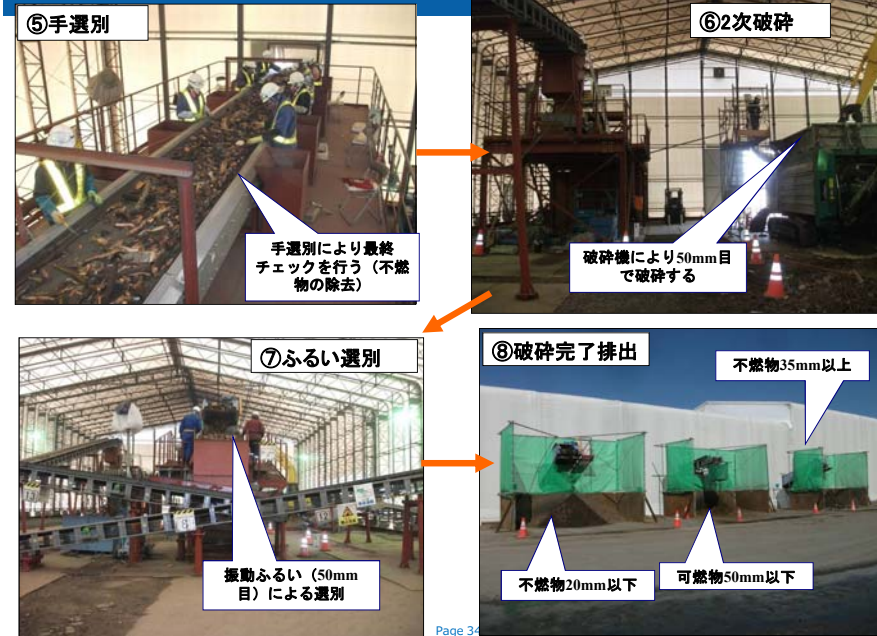 ⑤手選別
手選別により最終
チェックを行う（不燃
物の除去）
⑥2次破砕
破砕機により50mm目
で破砕する
⑦ふるい選別
13
8
12
振動ふるい（50mm
目）による選別
⑧破砕完了排出
不燃物35mm以上
不燃物20mm以下
可燃物50mm以下
Page 34